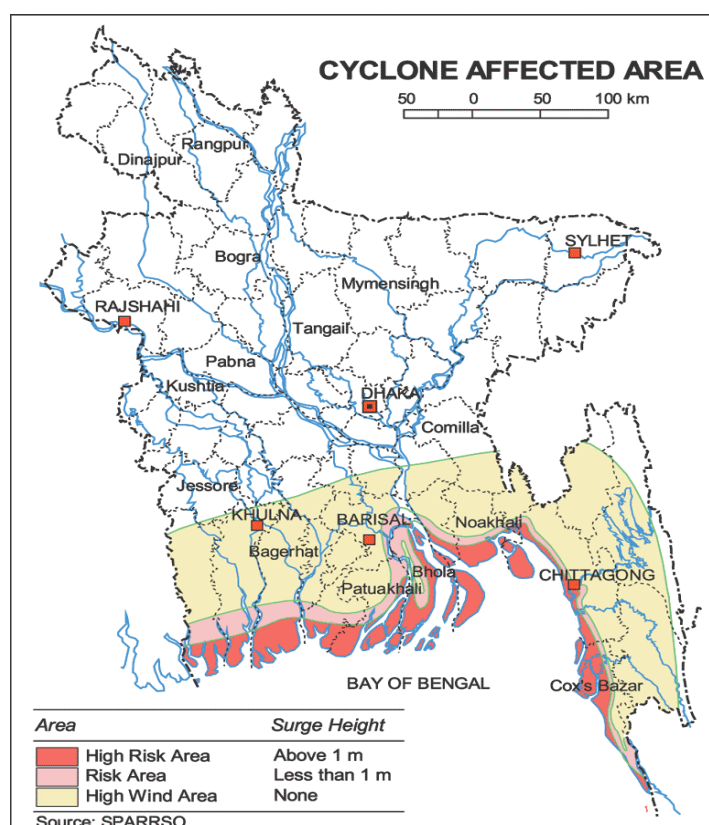 CYCLONE AFFECTED AREA
50 0 50 100 km
Rangpur
Dinajpur
SYLHET
Bogra
Mymensingh
RAJSHAHI
Tangail
Pabna
Kushtia
DHAKA
Comilla
Jessore
KHULNA
BARISAL
Noakhali
Bagerhat
Bhola
CHITTAGONG
Patuakhali
BAY OF BENGAL
Cox's Bazar
Area Surge Height
High Risk Area Above 1 m
Risk Area Less than 1 m
High Wind Area None
1
Source: SPARRSO